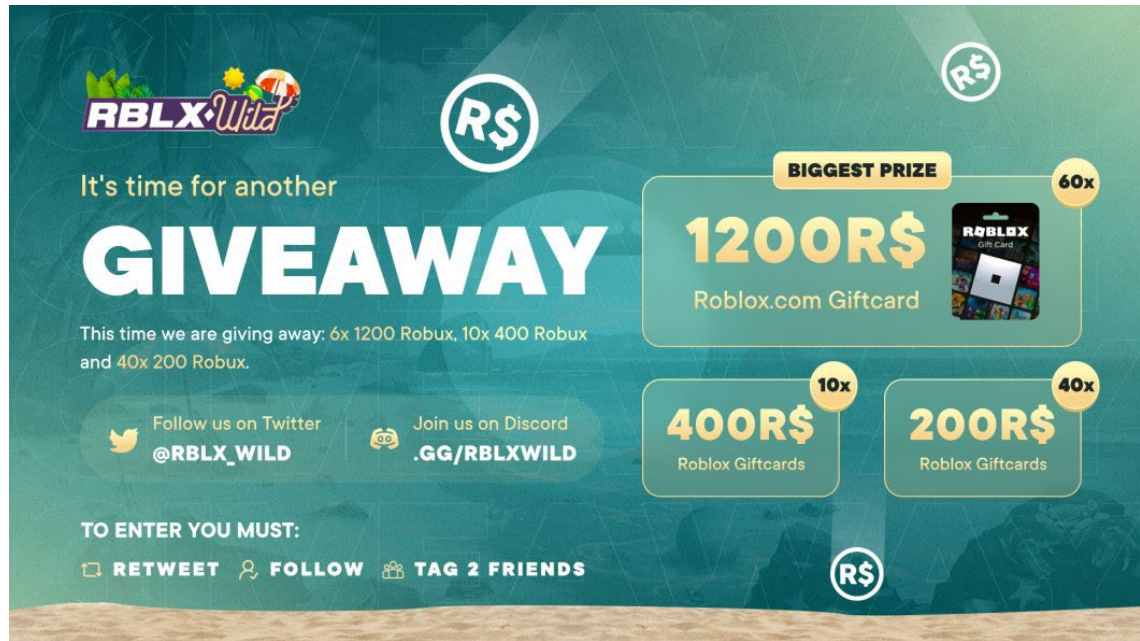 RBLX Wild
It's time for another
GIVEAWAY
This time we are giving away: 6x 1200 Robux, 10x 400 Robux
and 40x 200 Robux.
Follow us on Twitter
@RBLX_WILD
Join us on Discord
.GG/RBLXWILD
TO ENTER YOU MUST:
RETWEET FOLLOW TAG 2 FRIENDS
R$
R$
BIGGEST PRIZE
60x
1200R$
Roblox.com Giftcard
ROBLOX
Gift Card
10x
400R$
Roblox Giftcards
40x
200R$
Roblox Giftcards
R$